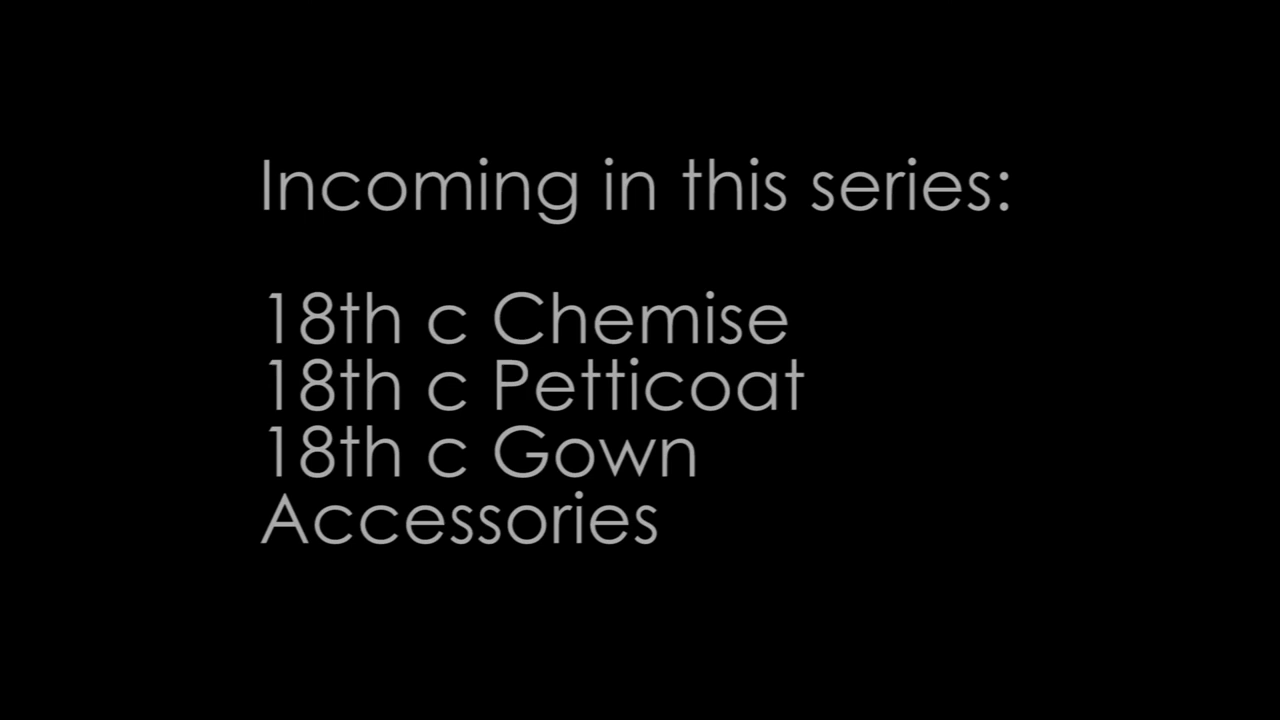 Incoming in this series:
18th c Chemise
18th c Petticoat
18th c Gown
Accessories